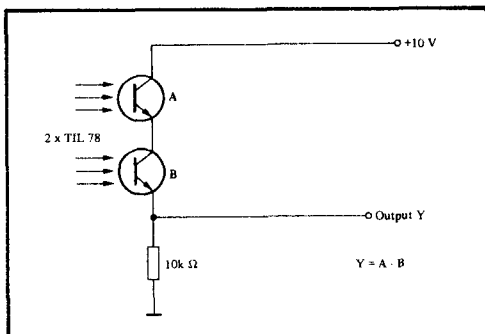 +10 V
A
2 x TIL 78
B
Output Y
10k Ω
Y = A · B